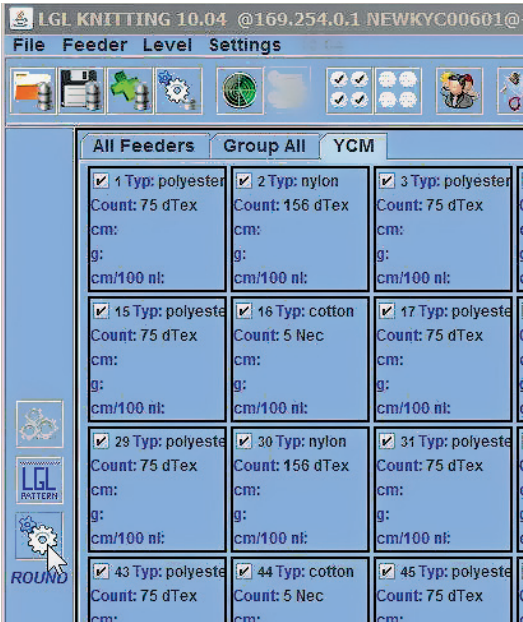 LGL KNITTING 10.04 @169.254.0.1 NEWKYC00601@
File Feeder Level Settings
All Feeders Group All YCM
1 Typ: polyester 2 Typ: nylon 3 Typ: polyester
Count: 75 dTex Count: 156 dTex Count: 75 dTex
cm: cm: cm:
g: g: g:
cm/100 nl: cm/100 nl: cm/100 nl:
15 Typ: polyeste 16 Typ: cotton 17 Typ: polyeste
Count: 75 dTex Count: 5 Nec Count: 75 dTex
cm: cm: cm:
g: g: g:
cm/100 nl: cm/100 nl: cm/100 nl:
29 Typ: polyeste 30 Typ: nylon 31 Typ: polyeste
Count: 75 dTex Count: 156 dTex Count: 75 dTex
cm: cm: cm:
g: g: g:
cm/100 nl: cm/100 nl: cm/100 nl:
43 Typ: polyeste 44 Typ: cotton 45 Typ: polyeste
Count: 75 dTex Count: 5 Nec Count: 75 dTex
cm: cm: cm:
LGL
PATTERN
ROUND